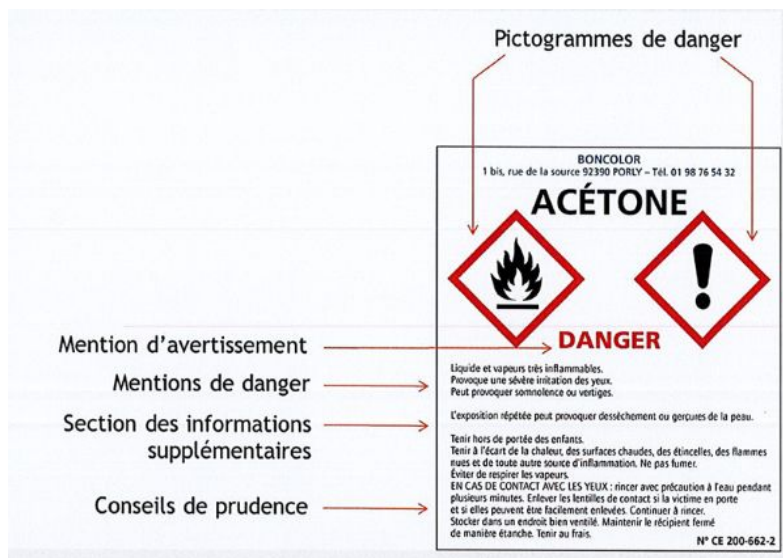 Pictogrammes de danger
BONCOLOR
1 bis, rue de la source 92390 PORLY – Tél. 01 98 76 54 32
ACÉTONE
DANGER
Mention d'avertissement
Mentions de danger
Section des informations
supplémentaires
Conseils de prudence
Liquide et vapeurs très inflammables.
Provoque une sévère irritation des yeux.
Peut provoquer somnolence ou vertiges.
L'exposition répétée peut provoquer dessèchement ou gerçures de la peau.
Tenir hors de portée des enfants.
Tenir à l'écart de la chaleur, des surfaces chaudes, des étincelles, des flammes
nues et de toute autre source d'inflammation. Ne pas fumer.
Éviter de respirer les vapeurs.
EN CAS DE CONTACT AVEC LES YEUX : rincer avec précaution à l'eau pendant
plusieurs minutes. Enlever les lentilles de contact si la victime en porte
et si elles peuvent être facilement enlevées. Continuer à rincer.
Stocker dans un endroit bien ventilé. Maintenir le récipient fermé
de manière étanche. Tenir au frais.
N° CE 200-662-2